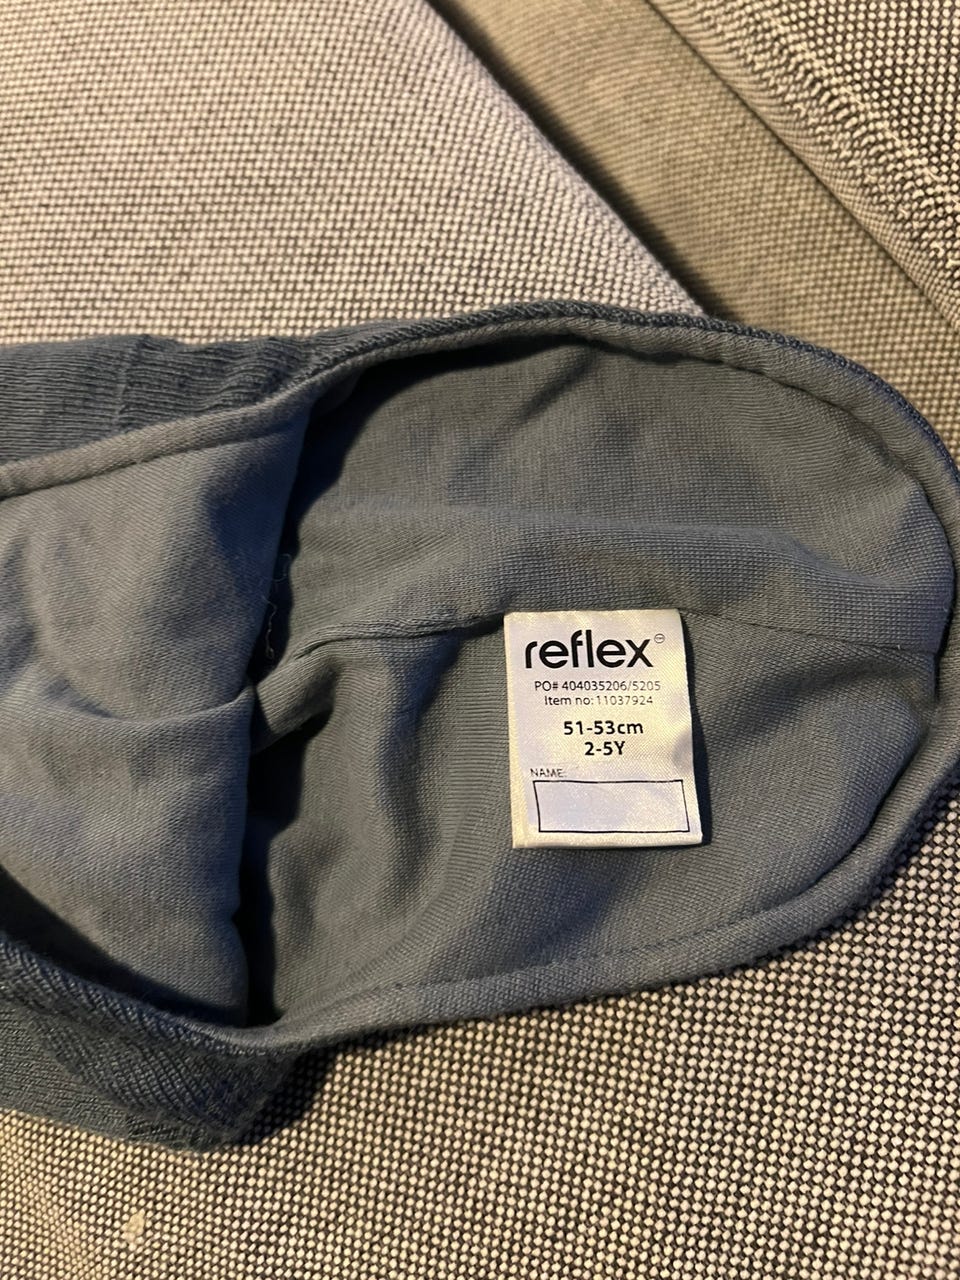 reflex
PO# 404035206/5205
Item no: 11037924
51-53cm
2-5Y
NAME: